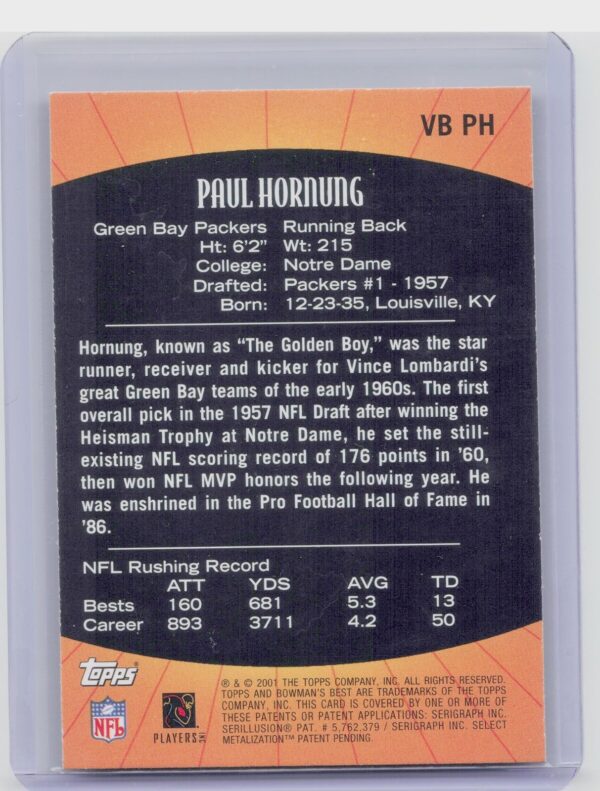 VB PH
PAUL HORNUNG
Green Bay Packers Running Back
Ht: 6'2" Wt: 215
College: Notre Dame
Drafted: Packers #1 - 1957
Born: 12-23-35, Louisville, KY
Hornung, known as “The Golden Boy,” was the star
runner, receiver and kicker for Vince Lombardi’s
great Green Bay teams of the early 1960s. The first
overall pick in the 1957 NFL Draft after winning the
Heisman Trophy at Notre Dame, he set the still-
existing NFL scoring record of 176 points in ’60,
then won NFL MVP honors the following year. He
was enshrined in the Pro Football Hall of Fame in
’86.
NFL Rushing Record
ATT YDS AVG TD
Bests 160 681 5.3 13
Career 893 3711 4.2 50
Topps®
NFL
PLAYERS INC
® & © 2001 THE TOPPS COMPANY, INC. ALL RIGHTS RESERVED.
TOPPS AND BOWMAN'S BEST ARE TRADEMARKS OF THE TOPPS
COMPANY, INC. THIS CARD IS COVERED BY ONE OR MORE OF
THESE PATENTS OR PATENT APPLICATIONS: SERIGRAPH INC.
SERILLUSION® PAT. # 5,762,379 / SERIGRAPH INC. SELECT
METALIZATION™ PATENT PENDING.